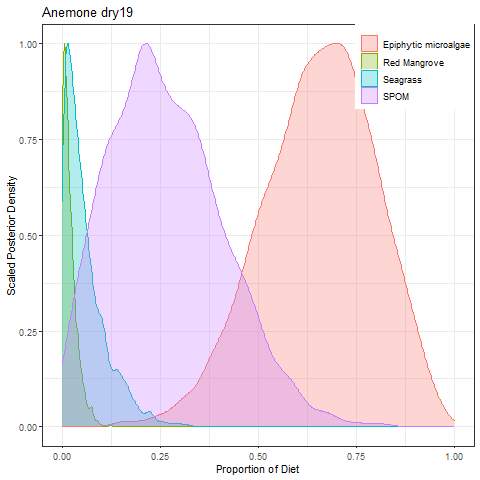 Anemone dry19
Epiphytic microalgae
Red Mangrove
Seagrass
SPOM
1.00
0.75
0.50
0.25
0.00
Scaled Posterior Density
0.00 0.25 0.50 0.75 1.00
Proportion of Diet